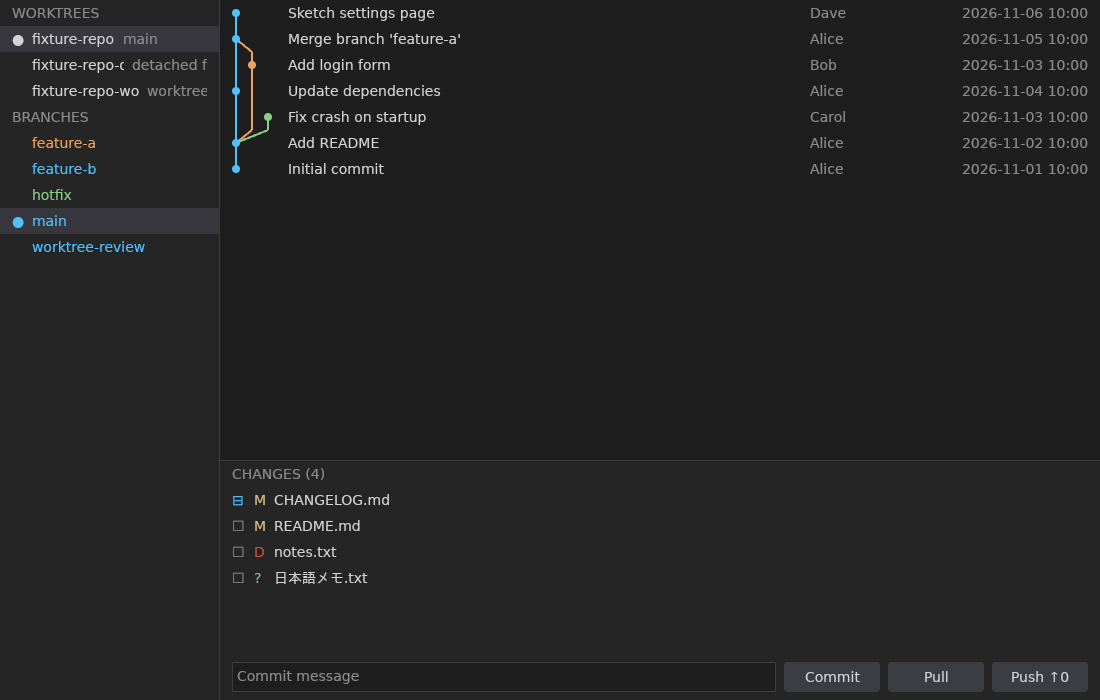 WORKTREES
● fixture-repo main
fixture-repo-d detached f
fixture-repo-wo worktree
BRANCHES
feature-a
feature-b
hotfix
● main
worktree-review
Sketch settings page Dave 2026-11-06 10:00
Merge branch 'feature-a' Alice 2026-11-05 10:00
Add login form Bob 2026-11-03 10:00
Update dependencies Alice 2026-11-04 10:00
Fix crash on startup Carol 2026-11-03 10:00
Add README Alice 2026-11-02 10:00
Initial commit Alice 2026-11-01 10:00
CHANGES (4)
⊟ M CHANGELOG.md
☐ M README.md
☐ D notes.txt
☐ ? 日本語メモ.txt
Commit message
Commit Pull Push ↑0